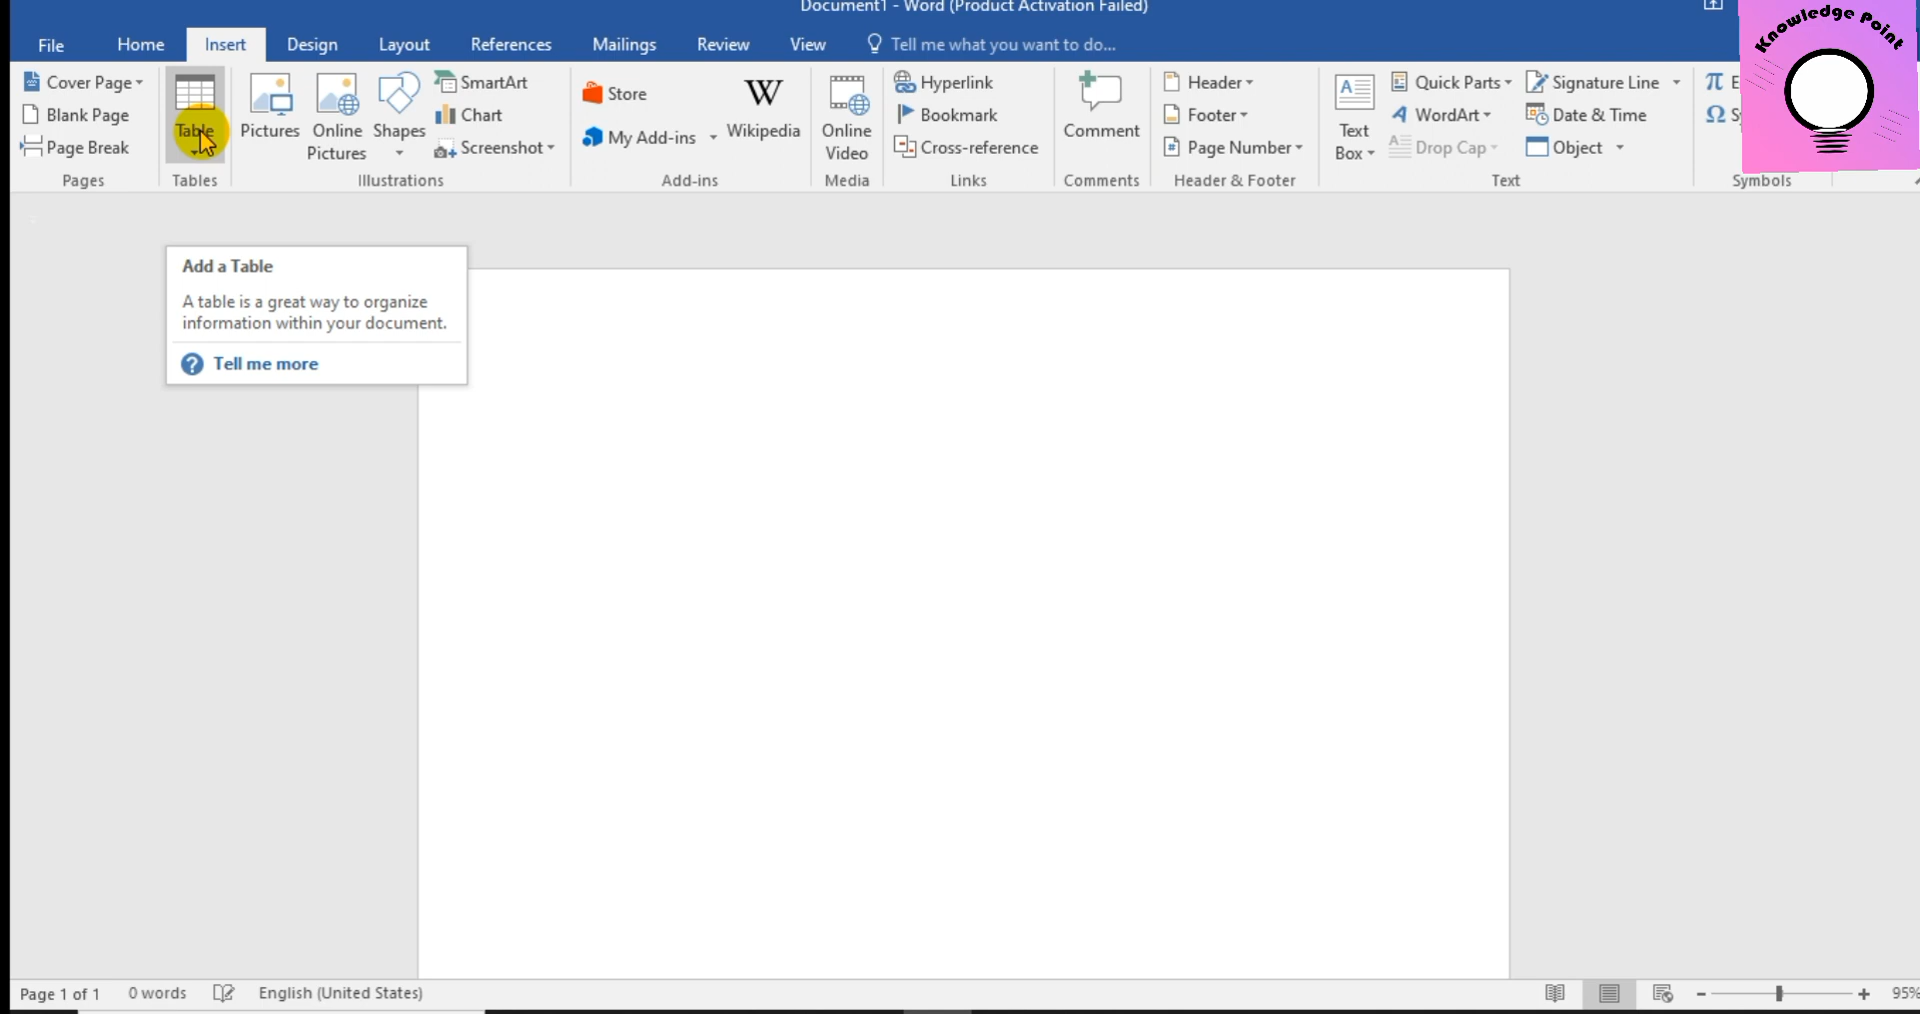 Document1 - Word (Product Activation Failed)
Knowledge Point
File Home Insert Design Layout References Mailings Review View Tell me what you want to do...
Cover Page
Blank Page
Page Break
Pages
Table
Tables
Pictures
Online
Pictures
Shapes
SmartArt
Chart
Screenshot
Illustrations
Store
My Add-ins
W
Wikipedia
Add-ins
Online
Video
Media
Hyperlink
Bookmark
Cross-reference
Links
Comment
Comments
Header
Footer
Page Number
Header & Footer
A
Text
Box
Quick Parts
WordArt
Drop Cap
Signature Line
Date & Time
Object
Text
π E
Ω S
Symbols
Add a Table
A table is a great way to organize
information within your document.
? Tell me more
Page 1 of 1 0 words English (United States) 95%